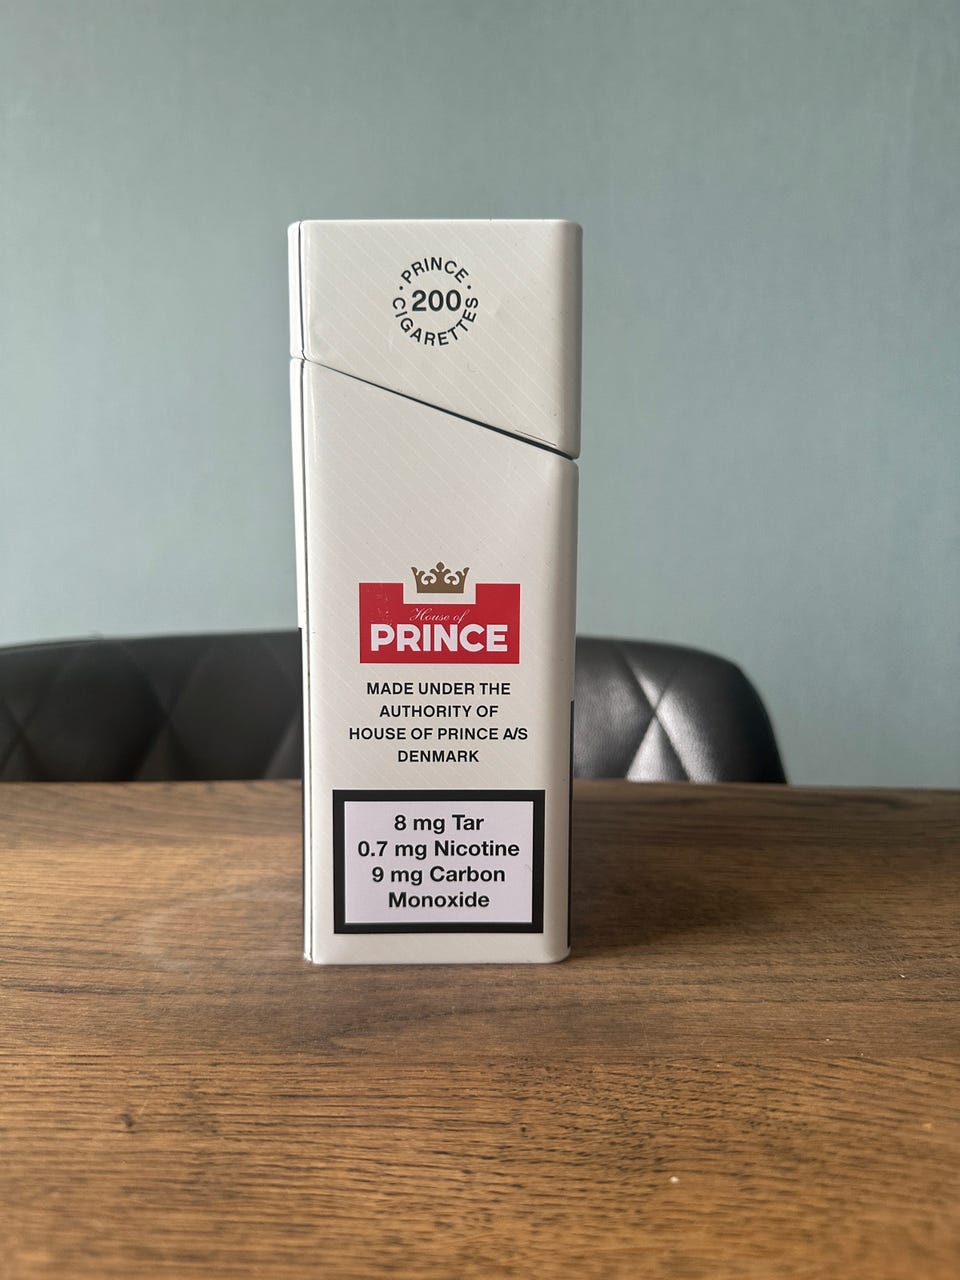 · PRINCE ·
200
CIGARETTES
House of
PRINCE
MADE UNDER THE
AUTHORITY OF
HOUSE OF PRINCE A/S
DENMARK
8 mg Tar
0.7 mg Nicotine
9 mg Carbon
Monoxide